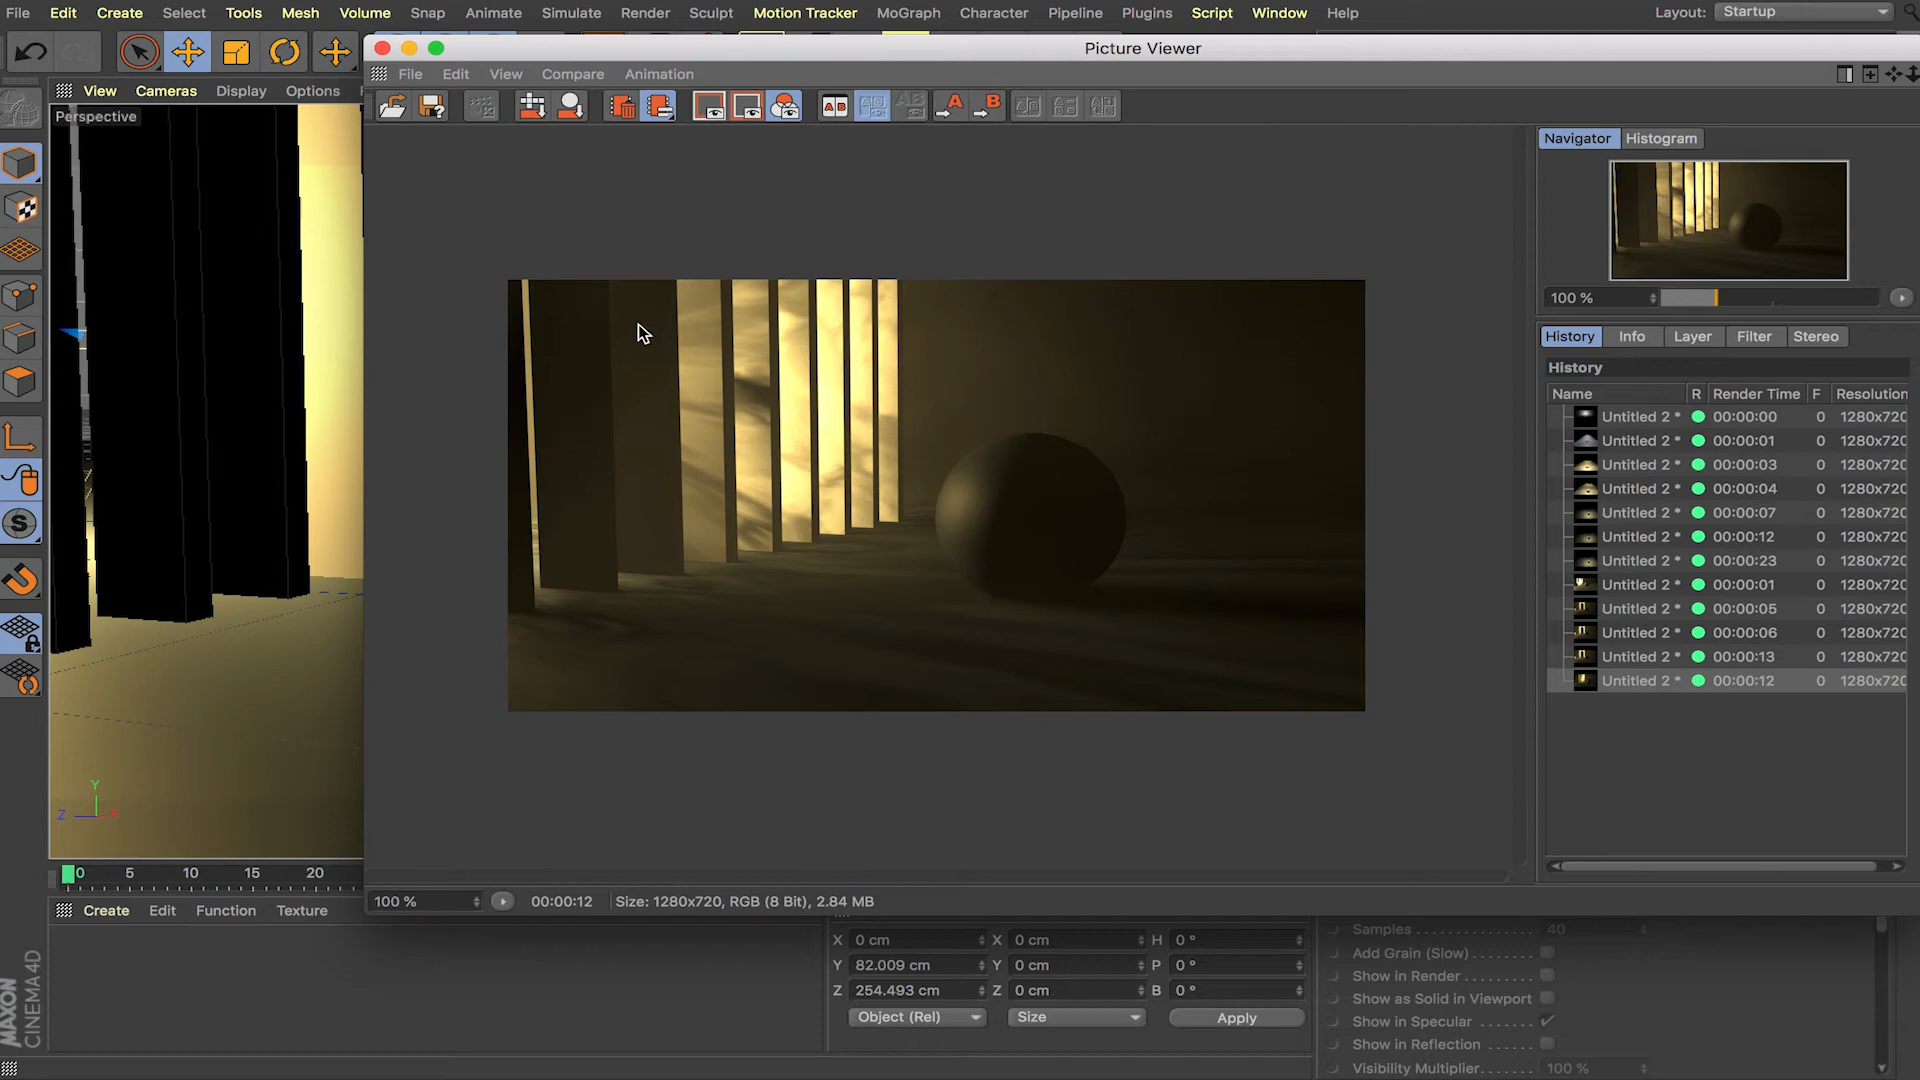 File Edit Create Select Tools Mesh Volume Snap Animate Simulate Render Sculpt Motion Tracker MoGraph Character Pipeline Plugins Script Window Help Layout: Startup
Picture Viewer
File Edit View Compare Animation
View Cameras Display Options
Perspective
Navigator Histogram
100 %
History Info Layer Filter Stereo
History
Name R Render Time F Resolution
Untitled 2 * 00:00:00 0 1280x720
Untitled 2 * 00:00:01 0 1280x720
Untitled 2 * 00:00:03 0 1280x720
Untitled 2 * 00:00:04 0 1280x720
Untitled 2 * 00:00:07 0 1280x720
Untitled 2 * 00:00:12 0 1280x720
Untitled 2 * 00:00:23 0 1280x720
Untitled 2 * 00:00:01 0 1280x720
Untitled 2 * 00:00:05 0 1280x720
Untitled 2 * 00:00:06 0 1280x720
Untitled 2 * 00:00:13 0 1280x720
Untitled 2 * 00:00:12 0 1280x720
Y
Z X
0 5 10 15 20
100 % 00:00:12 Size: 1280x720, RGB (8 Bit), 2.84 MB
Create Edit Function Texture
X 0 cm X 0 cm H 0 °
Y 82.009 cm Y 0 cm P 0 °
Z 254.493 cm Z 0 cm B 0 °
Object (Rel) Size Apply
Samples 40
Add Grain (Slow)
Show in Render
Show as Solid in Viewport
Show in Specular
Show in Reflection
Visibility Multiplier 100 %
MAXON
CINEMA4D